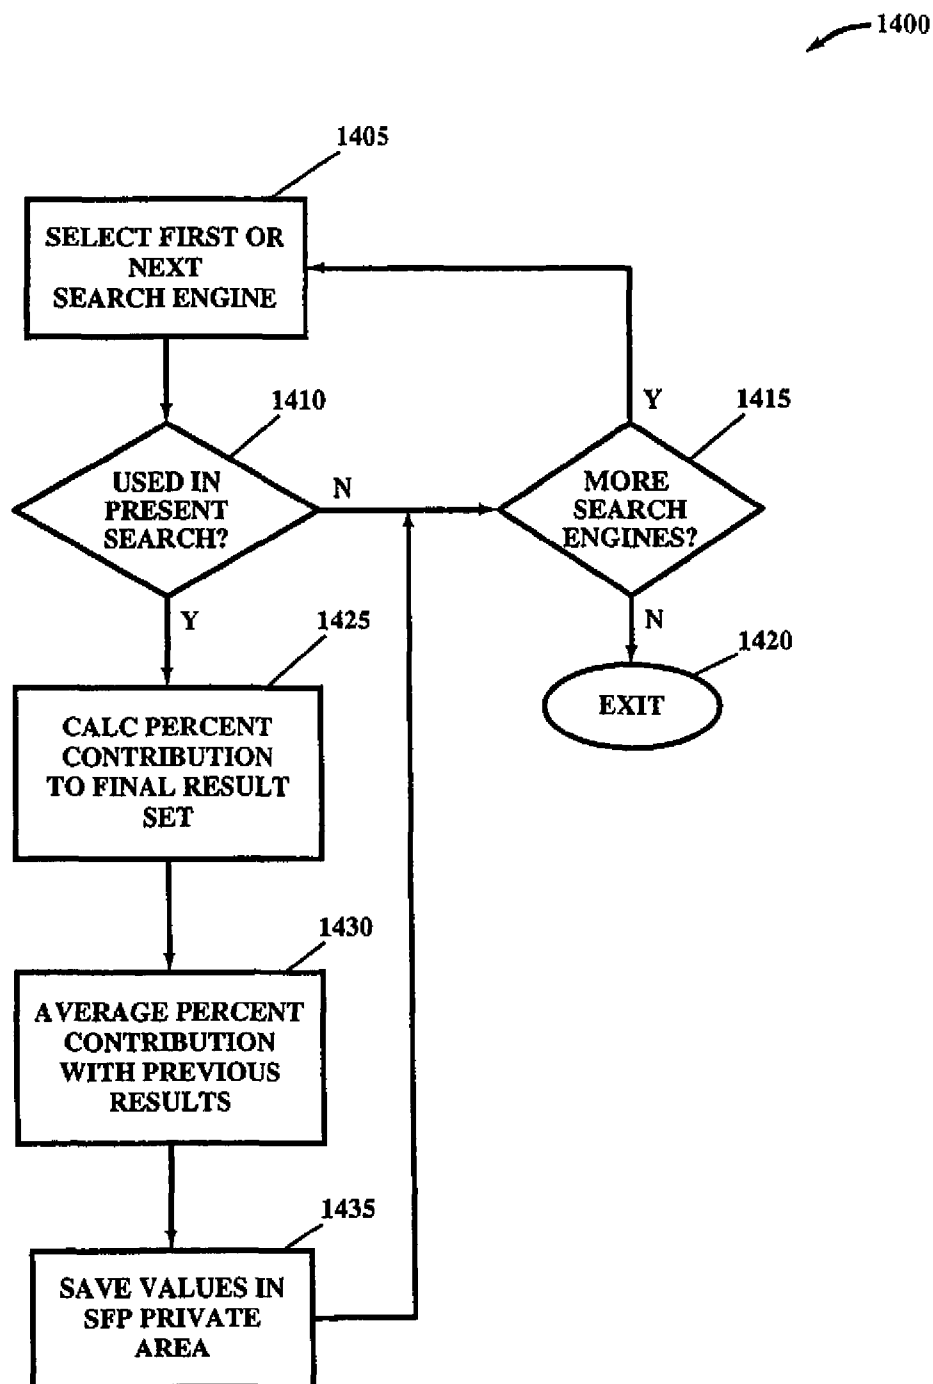 1400
1405
SELECT FIRST OR
NEXT
SEARCH ENGINE
1410
USED IN
PRESENT
SEARCH?
N
Y
1415
MORE
SEARCH
ENGINES?
Y
N
1420
EXIT
1425
CALC PERCENT
CONTRIBUTION
TO FINAL RESULT
SET
1430
AVERAGE PERCENT
CONTRIBUTION
WITH PREVIOUS
RESULTS
1435
SAVE VALUES IN
SFP PRIVATE
AREA